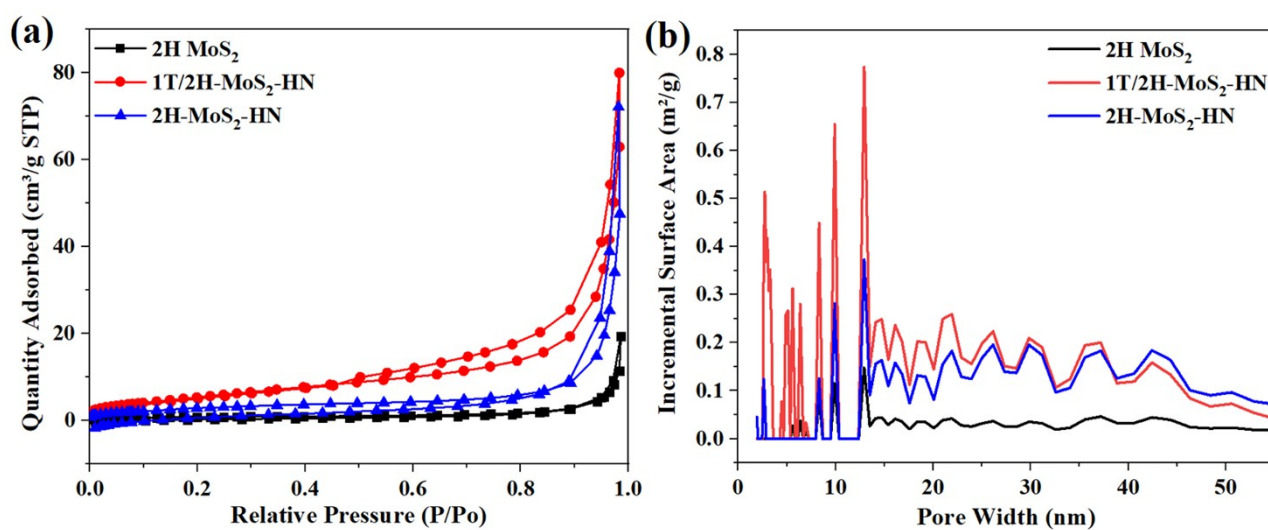 (a)
2H MoS₂
1T/2H-MoS₂-HN
2H-MoS₂-HN
Quantity Adsorbed (cm³/g STP)
80
60
40
20
0
0.0 0.2 0.4 0.6 0.8 1.0
Relative Pressure (P/Po)
(b)
2H MoS₂
1T/2H-MoS₂-HN
2H-MoS₂-HN
Incremental Surface Area (m²/g)
0.8
0.7
0.6
0.5
0.4
0.3
0.2
0.1
0.0
0 10 20 30 40 50
Pore Width (nm)